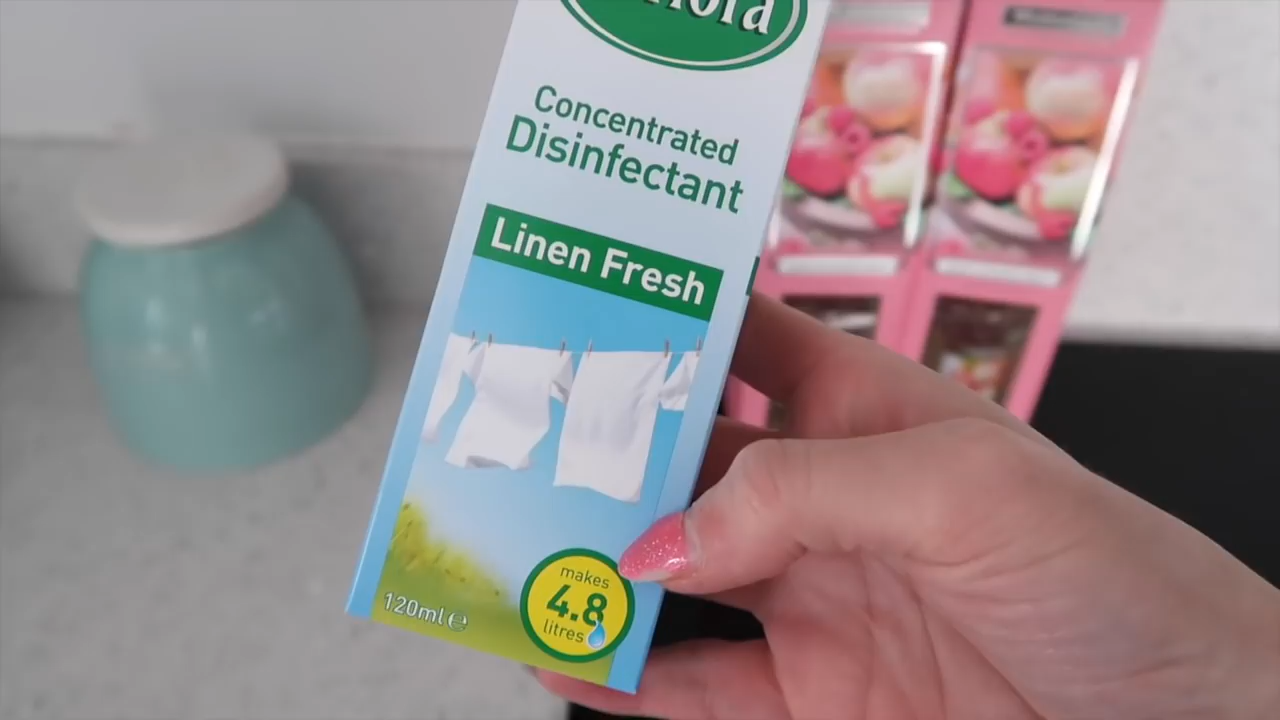 Concentrated
Disinfectant
Linen Fresh
makes
4.8
litres
120ml e